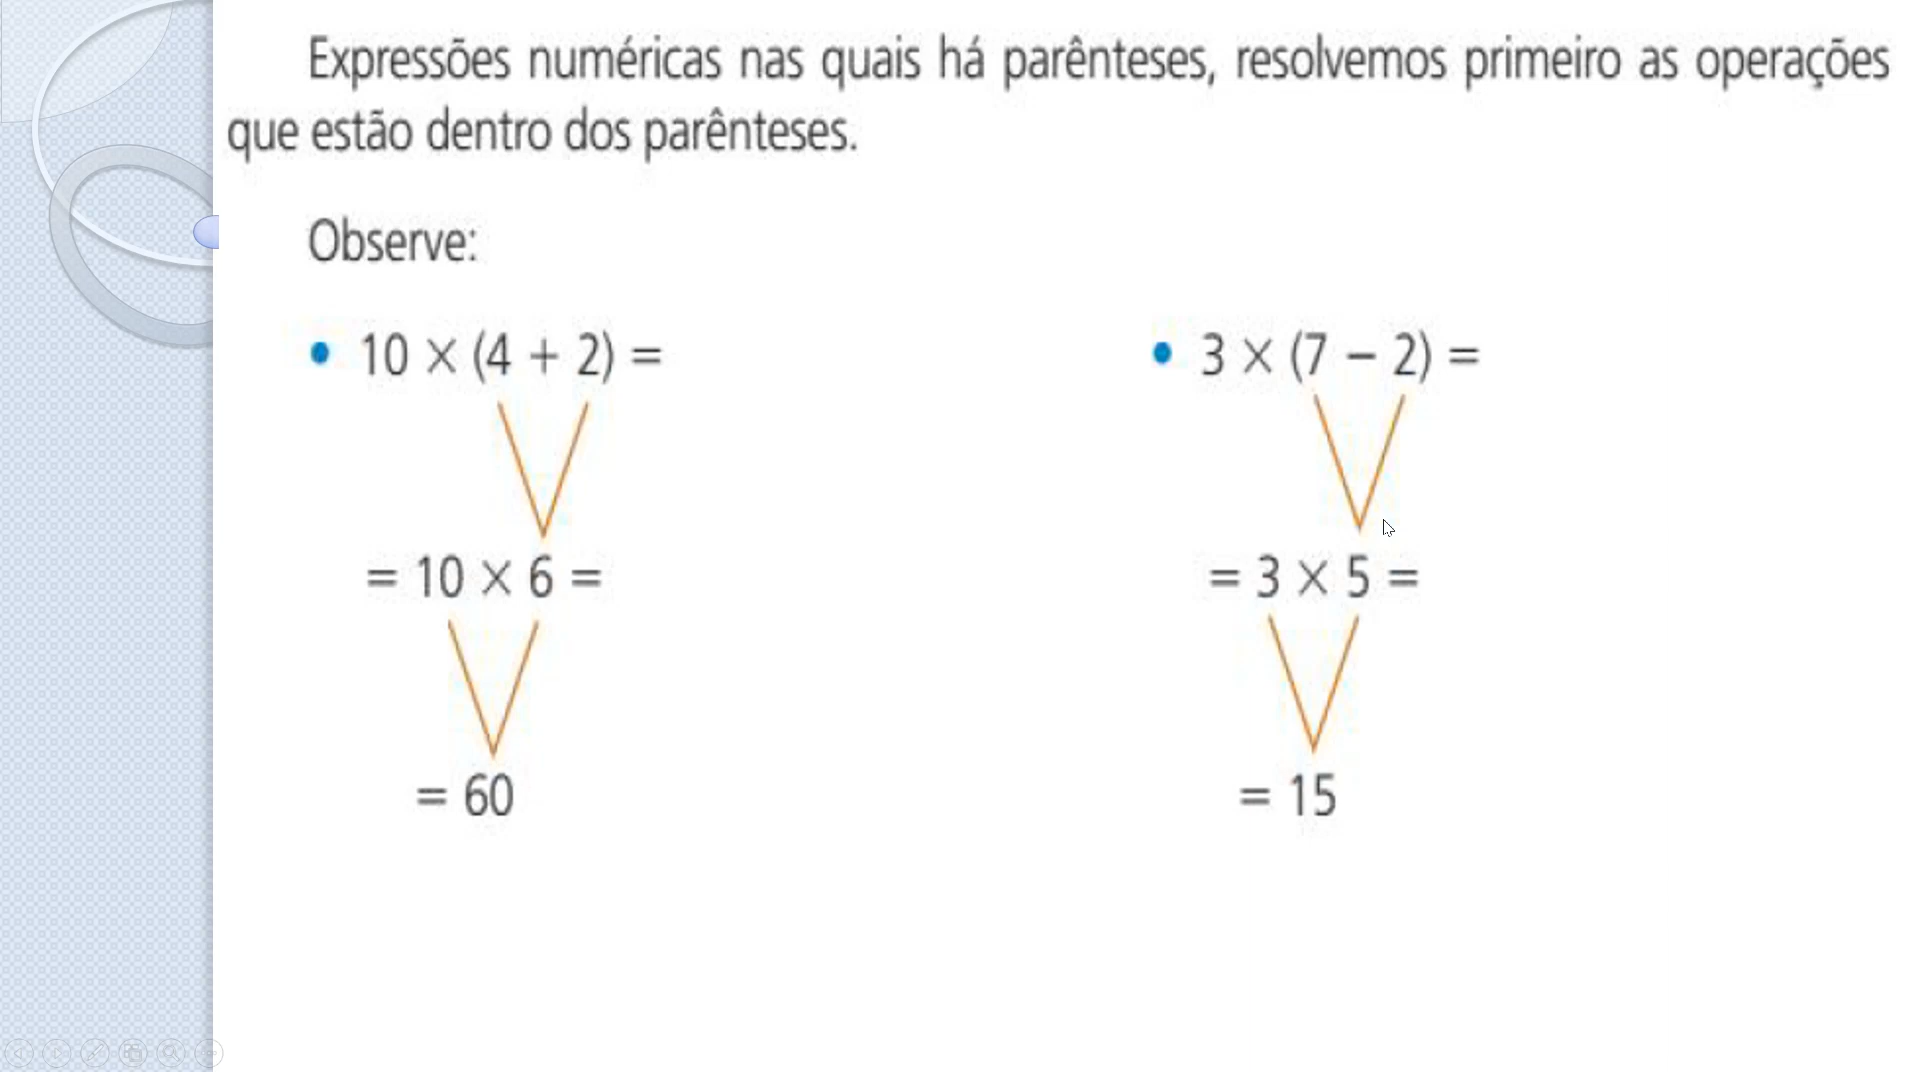 Expressões numéricas nas quais há parênteses, resolvemos primeiro as operações
que estão dentro dos parênteses.
Observe:
• 10 × (4 + 2) =
= 10 × 6 =
= 60
• 3 × (7 − 2) =
= 3 × 5 =
= 15